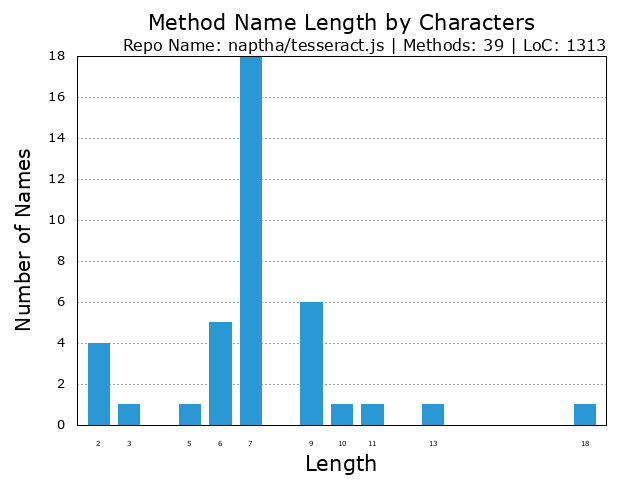 Method Name Length by Characters
Repo Name: naptha/tesseract.js | Methods: 39 | LoC: 1313
18
16
14
12
10
8
6
4
2
0
Number of Names
2 3 5 6 7 9 10 11 13 18
Length